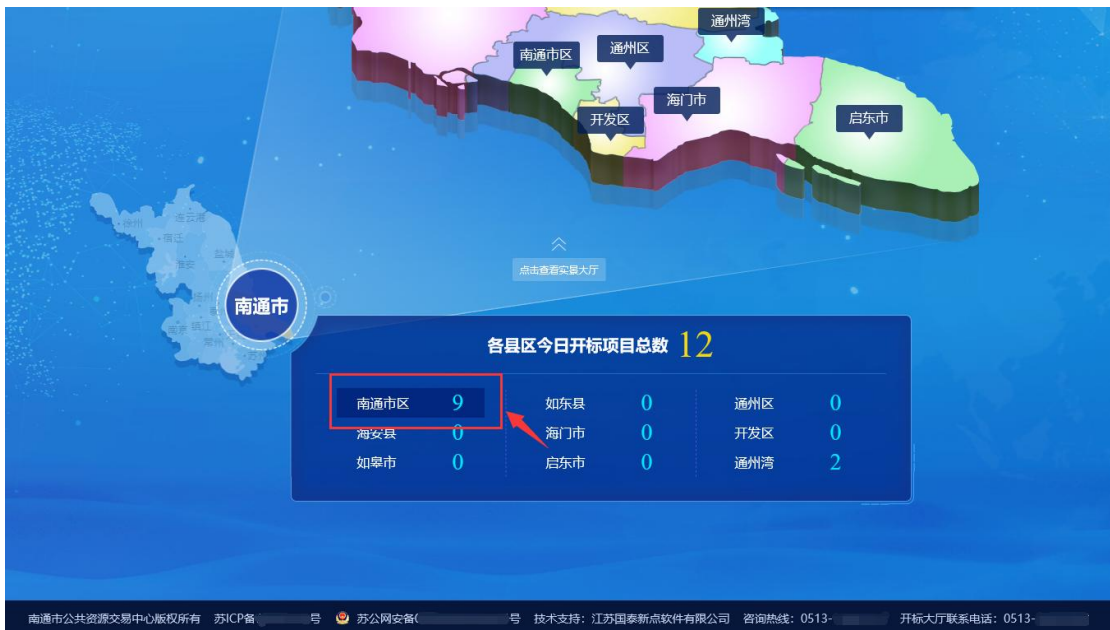 通州湾
南通市区
通州区
海门市
开发区
启东市
徐州
连云港
宿迁
盐城
淮安
点击查看实景大厅
南通市
扬州
南京
镇江
常州
各县区今日开标项目总数 12
南通市区 9 如东县 0 通州区 0
海安县 0 海门市 0 开发区 0
如皋市 0 启东市 0 通州湾 2
南通市公共资源交易中心版权所有 苏ICP备 号 苏公网安备( 号 技术支持：江苏国泰新点软件有限公司 咨询热线：0513- 开标大厅联系电话：0513-